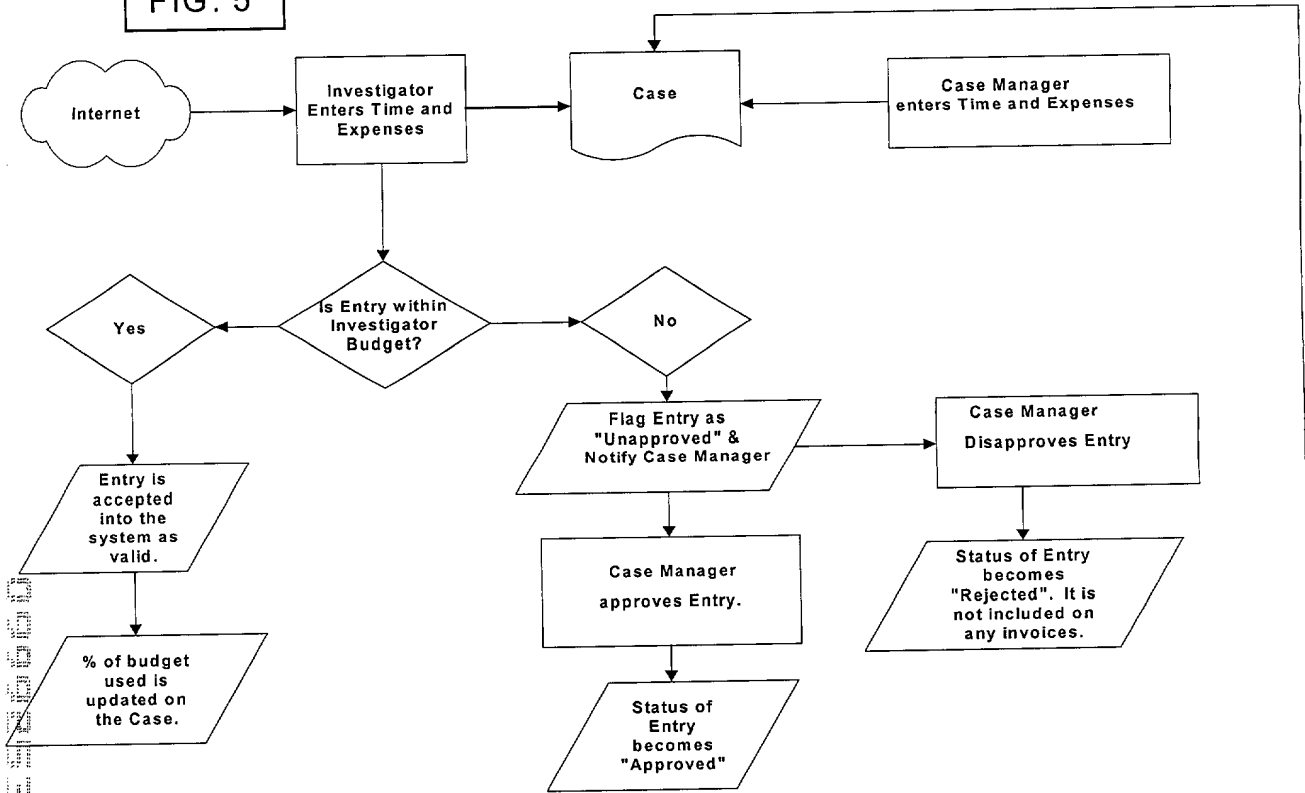 FIG. 5
Internet
Investigator
Enters Time and
Expenses
Case
Case Manager
enters Time and Expenses
Yes
Is Entry within
Investigator
Budget?
No
Flag Entry as
"Unapproved" &
Notify Case Manager
Case Manager
Disapproves Entry
Entry is
accepted
into the
system as
valid.
Case Manager
approves Entry.
Status of Entry
becomes
"Rejected". It is
not included on
any invoices.
% of budget
used is
updated on
the Case.
Status of
Entry
becomes
"Approved"